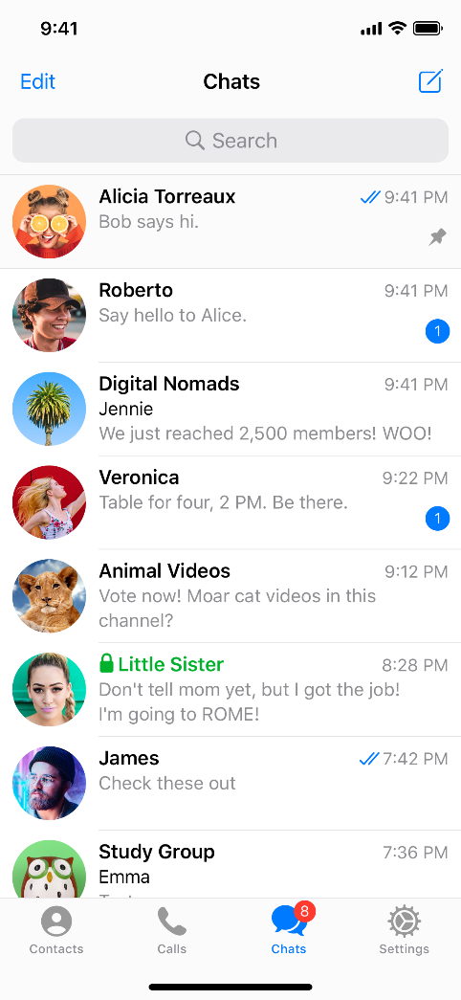 9:41
Edit
Chats
Search
Alicia Torreaux
9:41 PM
Bob says hi.
Roberto
9:41 PM
Say hello to Alice.
1
Digital Nomads
9:41 PM
Jennie
We just reached 2,500 members! WOO!
Veronica
9:22 PM
Table for four, 2 PM. Be there.
1
Animal Videos
9:12 PM
Vote now! Moar cat videos in this
channel?
Little Sister
8:28 PM
Don't tell mom yet, but I got the job!
I'm going to ROME!
James
7:42 PM
Check these out
Study Group
7:36 PM
Emma
8
Contacts
Calls
Chats
Settings